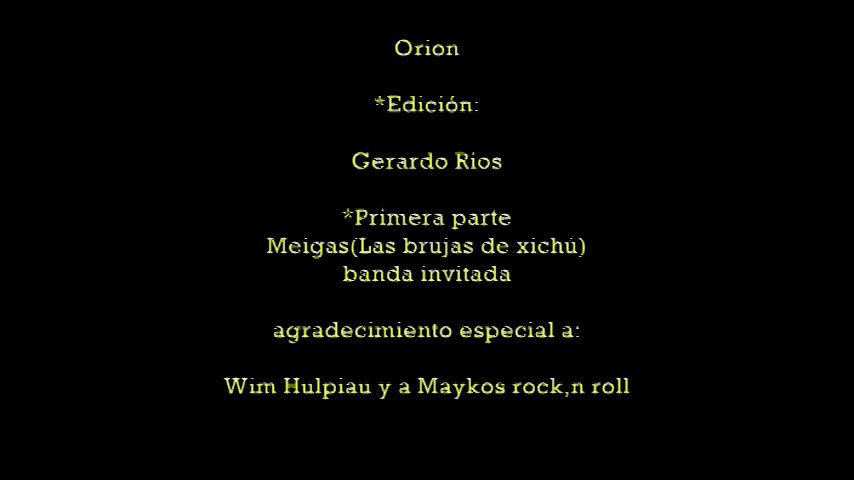 Orion
*Edición:
Gerardo Rios
*Primera parte
Meigas(Las brujas de xichú)
banda invitada
agradecimiento especial a:
Wim Hulpiau y a Maykos rock,n roll